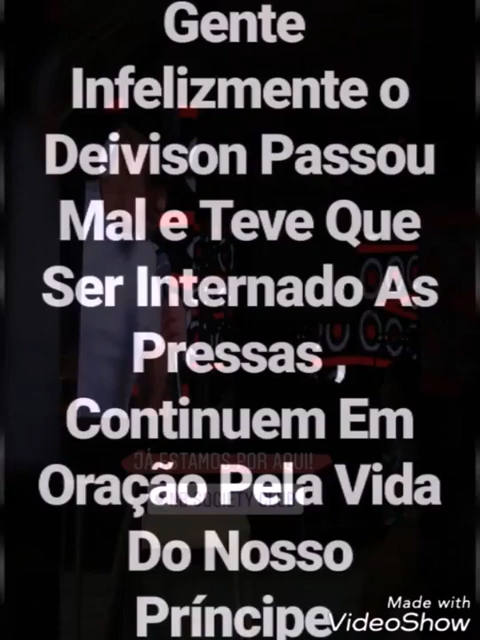 Gente
Infelizmente o
Deivison Passou
Mal e Teve Que
Ser Internado As
Pressas ,
Continuem Em
JÁ ESTAMOS POR AQUI!
Oração Pela Vida
Do Nosso
Príncipe
Made with
VideoShow